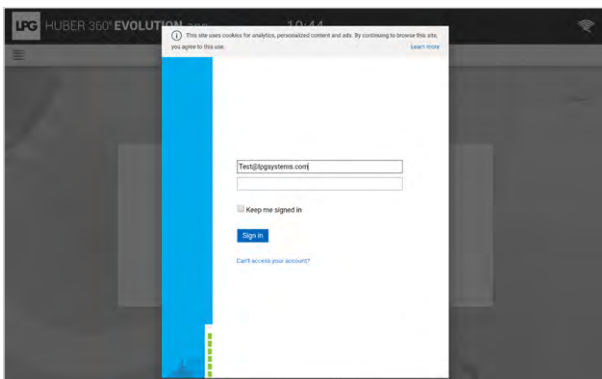 LPG HUBER 360° EVOLUTION app 10:44
This site uses cookies for analytics, personalized content and ads. By continuing to browse this site,
you agree to this use. Learn more
Test@lpgsystems.com
Keep me signed in
Sign in
Can't access your account?